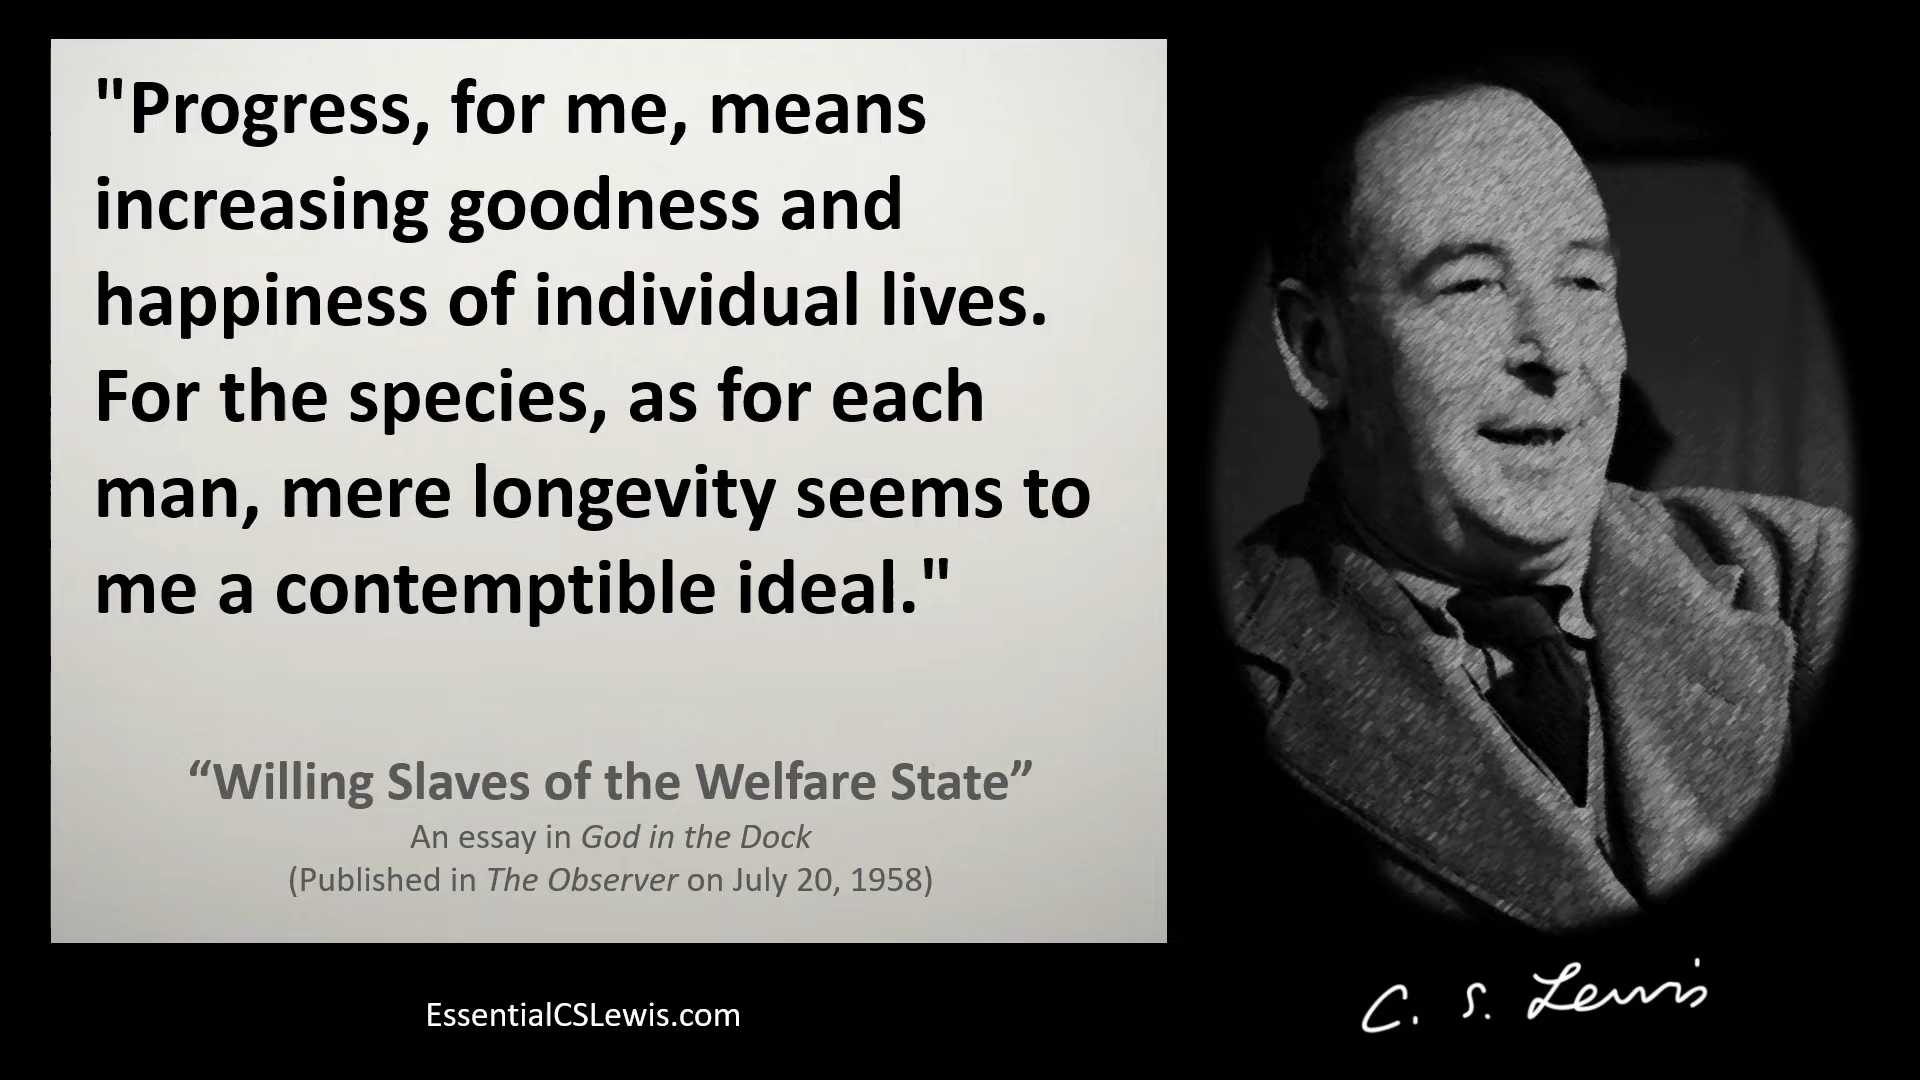 "Progress, for me, means
increasing goodness and
happiness of individual lives.
For the species, as for each
man, mere longevity seems to
me a contemptible ideal."
“Willing Slaves of the Welfare State”
An essay in God in the Dock
(Published in The Observer on July 20, 1958)
EssentialCSLewis.com
C. S. Lewis